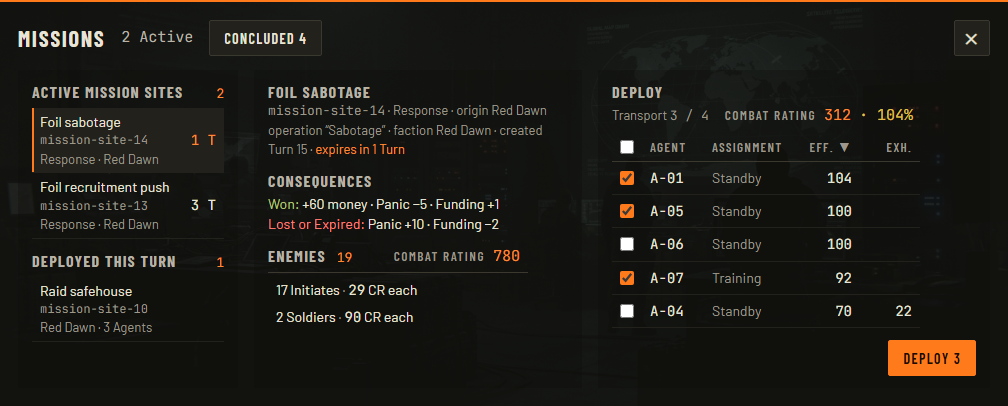 MISSIONS 2 Active CONCLUDED 4 ✕
ACTIVE MISSION SITES 2
Foil sabotage
mission-site-14 1 T
Response · Red Dawn
Foil recruitment push
mission-site-13 3 T
Response · Red Dawn
DEPLOYED THIS TURN 1
Raid safehouse
mission-site-10
Red Dawn · 3 Agents
FOIL SABOTAGE
mission-site-14 · Response · origin Red Dawn
operation “Sabotage” · faction Red Dawn · created
Turn 15 · expires in 1 Turn
CONSEQUENCES
Won: +60 money · Panic −5 · Funding +1
Lost or Expired: Panic +10 · Funding −2
ENEMIES 19 COMBAT RATING 780
17 Initiates · 29 CR each
2 Soldiers · 90 CR each
DEPLOY
Transport 3 / 4 COMBAT RATING 312 · 104%
AGENT ASSIGNMENT EFF. ▼ EXH.
A-01 Standby 104
A-05 Standby 100
A-06 Standby 100
A-07 Training 92
A-04 Standby 70 22
DEPLOY 3